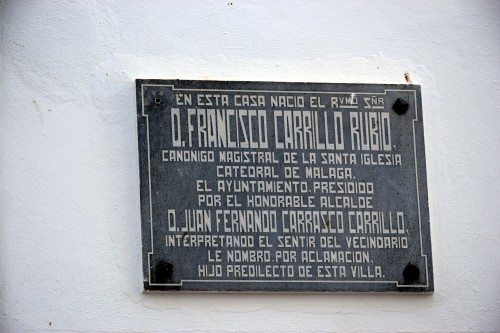 EN ESTA CASA NACIO EL RVMO SÑR
D. FRANCISCO CARRILLO RUBIO,
CANONIGO MAGISTRAL DE LA SANTA IGLESIA
CATEDRAL DE MALAGA.
EL AYUNTAMIENTO, PRESIDIDO
POR EL HONORABLE ALCALDE
D. JUAN FERNANDO CARRASCO CARRILLO,
INTERPRETANDO EL SENTIR DEL VECINDARIO
LE NOMBRO POR ACLAMACION,
HIJO PREDILECTO DE ESTA VILLA.